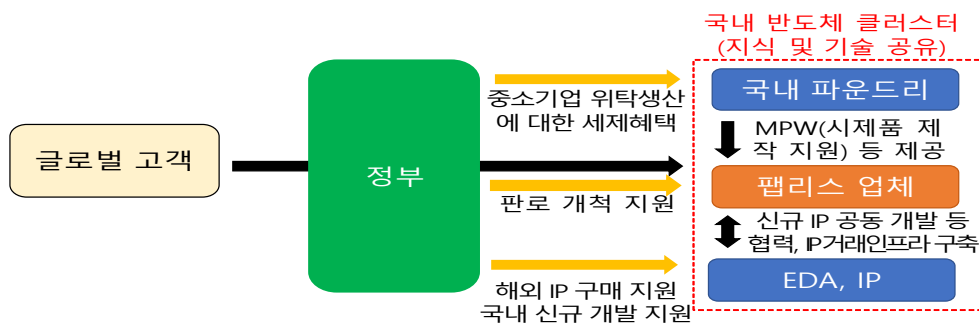 국내 반도체 클러스터
(지식 및 기술 공유)
글로벌 고객
정부
중소기업 위탁생산
에 대한 세제혜택
판로 개척 지원
해외 IP 구매 지원
국내 신규 개발 지원
국내 파운드리
MPW(시제품 제
작 지원) 등 제공
팹리스 업체
신규 IP 공동 개발 등
협력, IP거래인프라 구축
EDA, IP